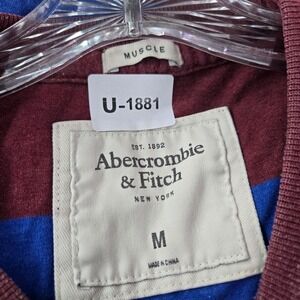 MUSCLE
U-1881
EST. 1892
Abercrombie
& Fitch
NEW YORK
M
MADE IN CHINA